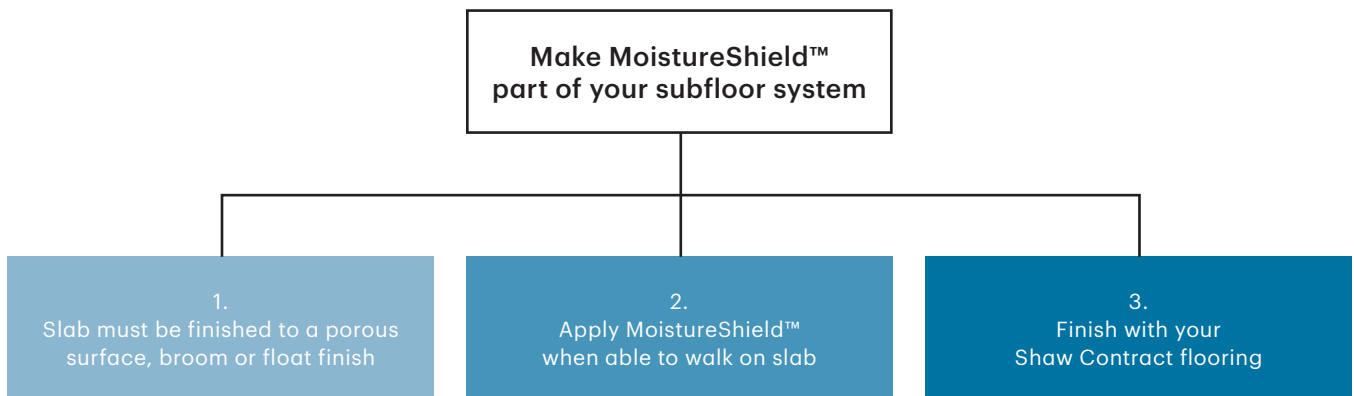 Make MoistureShield™
part of your subfloor system
1.
Slab must be finished to a porous
surface, broom or float finish
2.
Apply MoistureShield™
when able to walk on slab
3.
Finish with your
Shaw Contract flooring